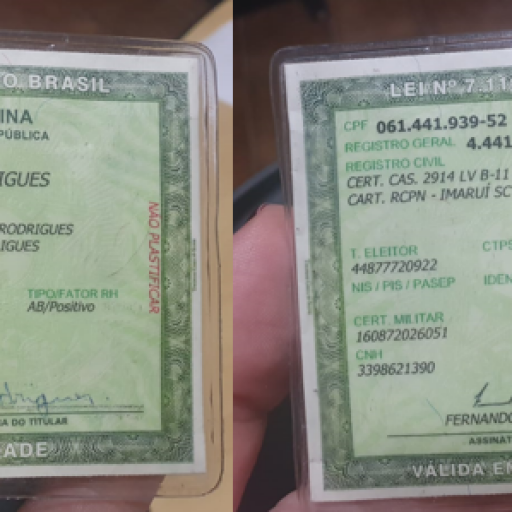 O BRASIL
INA
PÚBLICA
IGUES
RODRIGUES
IGUES
TIPO/FATOR RH
AB/Positivo
NÃO PLASTIFICAR
A DO TITULAR
ADE
LEI Nº 7.11
CPF 061.441.939-52
REGISTRO GERAL 4.441
REGISTRO CIVIL
CERT. CAS. 2914 LV B-11
CART. RCPN - IMARUÍ SC
T. ELEITOR CTPS
44877720922
NIS / PIS / PASEP IDEN
CERT. MILITAR
160872026051
CNH
3398621390
FERNANDO
ASSINAT
VÁLIDA EM